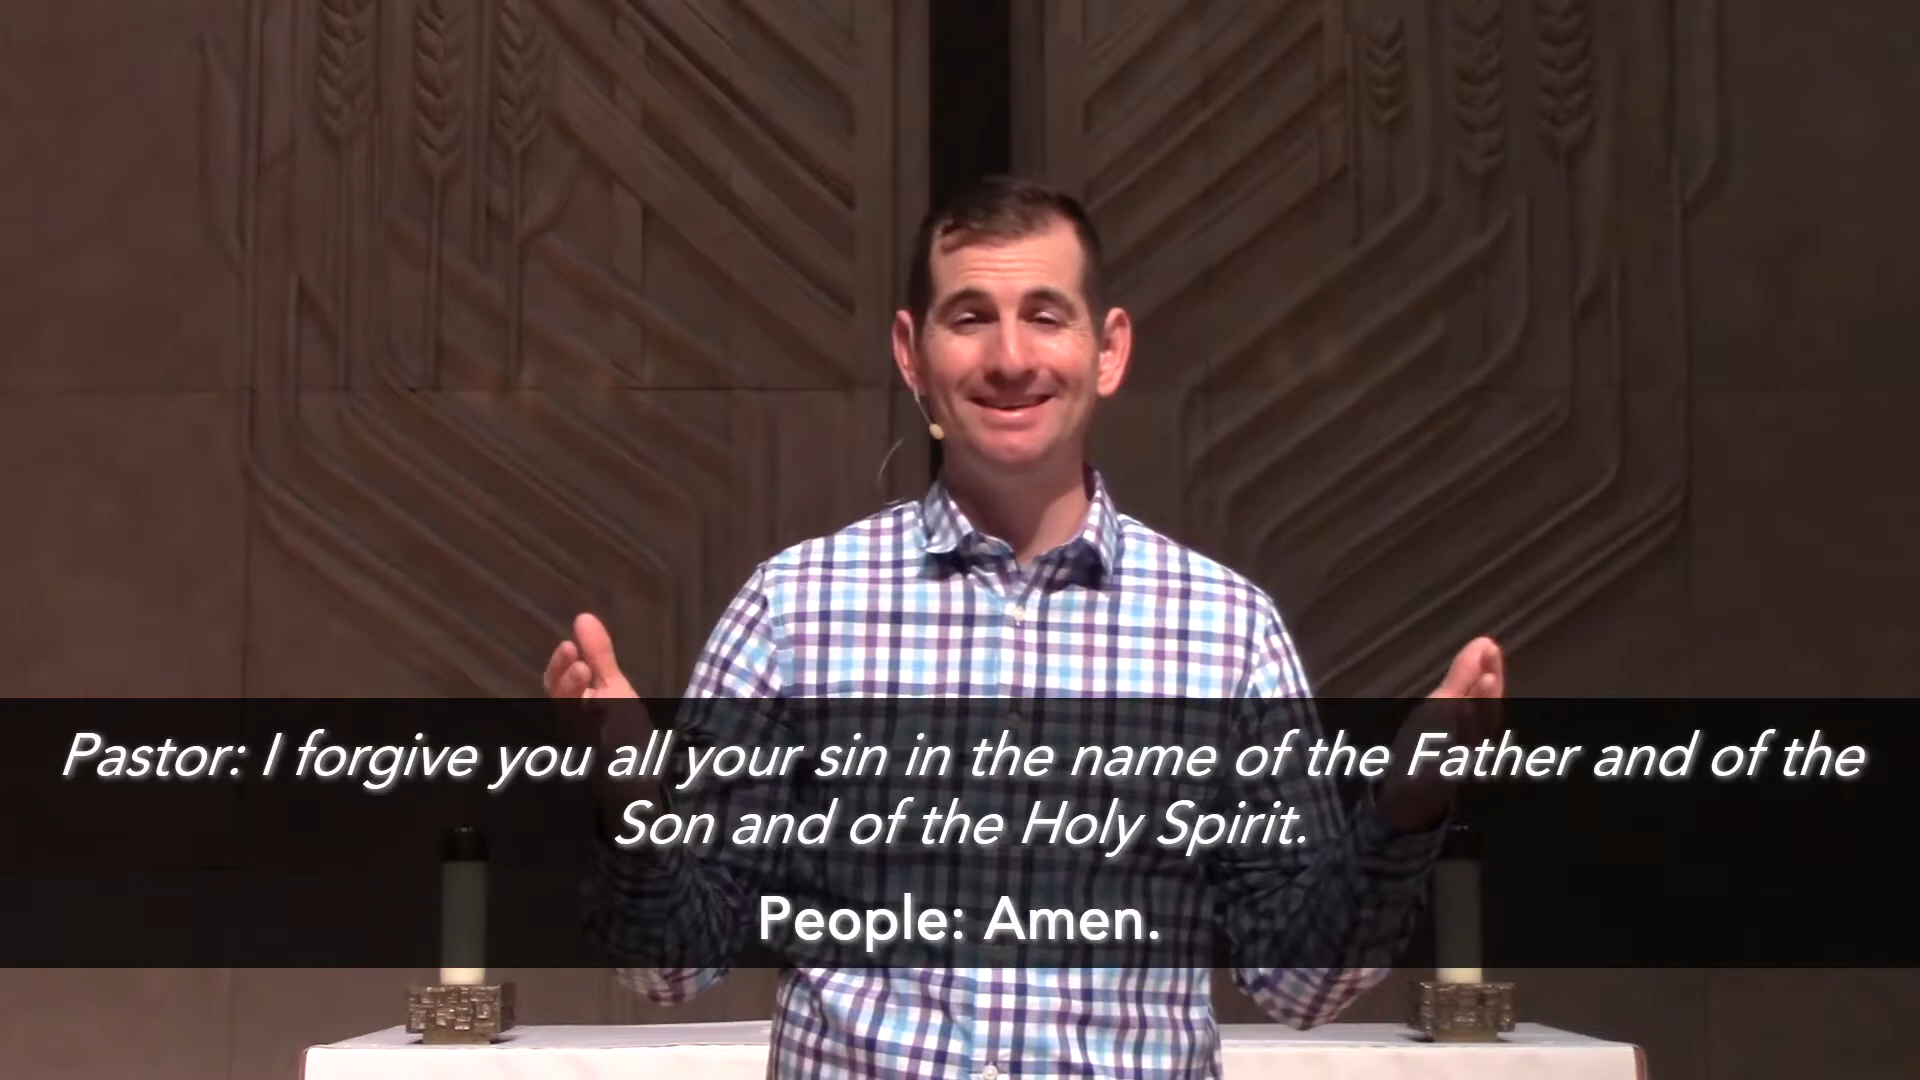 Pastor: I forgive you all your sin in the name of the Father and of the
Son and of the Holy Spirit.
People: Amen.